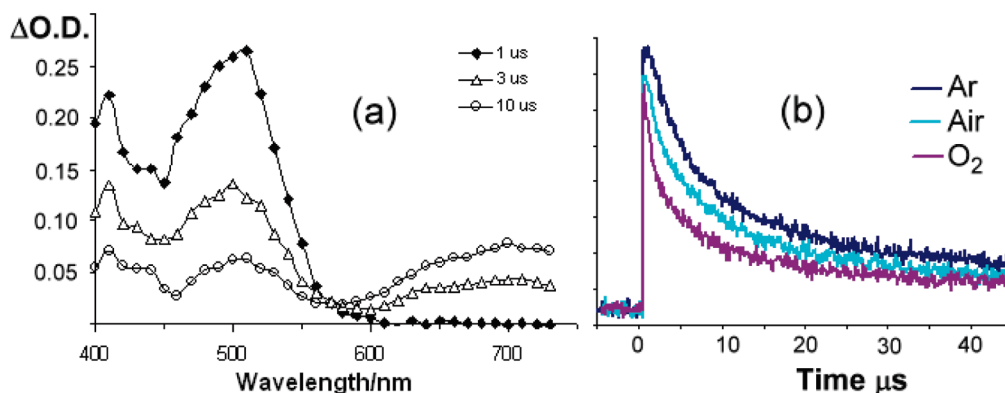 ΔO.D.
0.25
0.20
0.15
0.10
0.05
400
500
600
700
Wavelength/nm
1 us
3 us
10 us
(a)
(b)
Ar
Air
O₂
0
10
20
30
40
Time μs